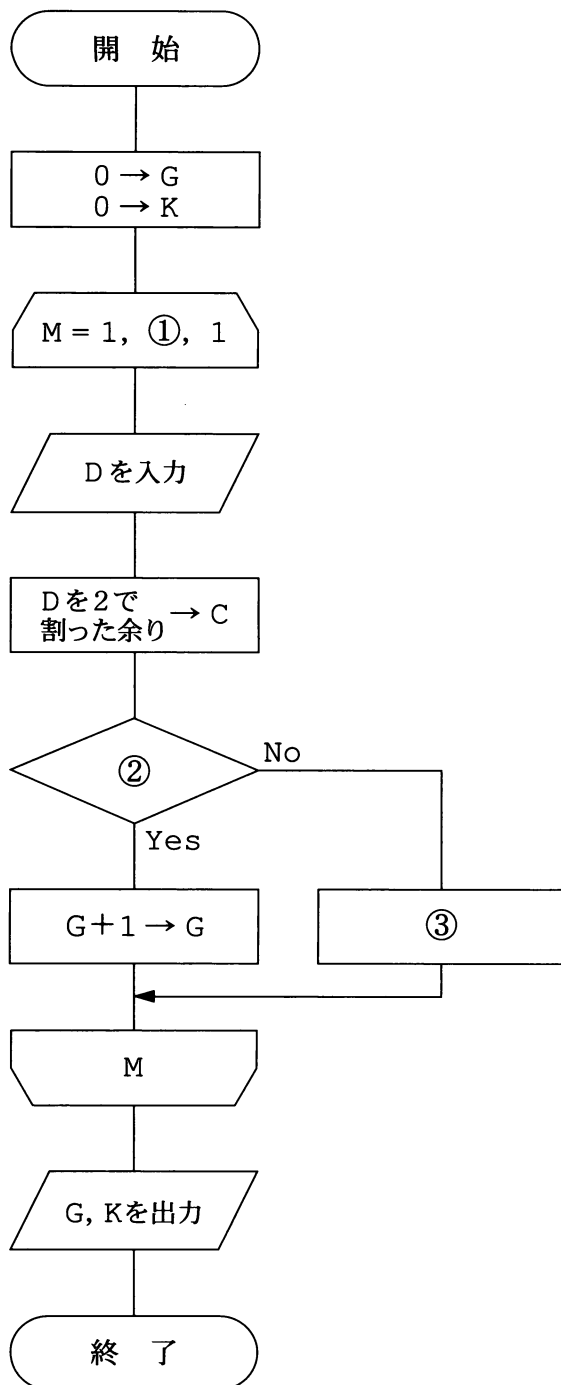 開 始
0 → G
0 → K
M = 1, ①, 1
Dを入力
Dを2で
割った余り → C
②
No
Yes
G+1 → G
③
M
G, Kを出力
終 了